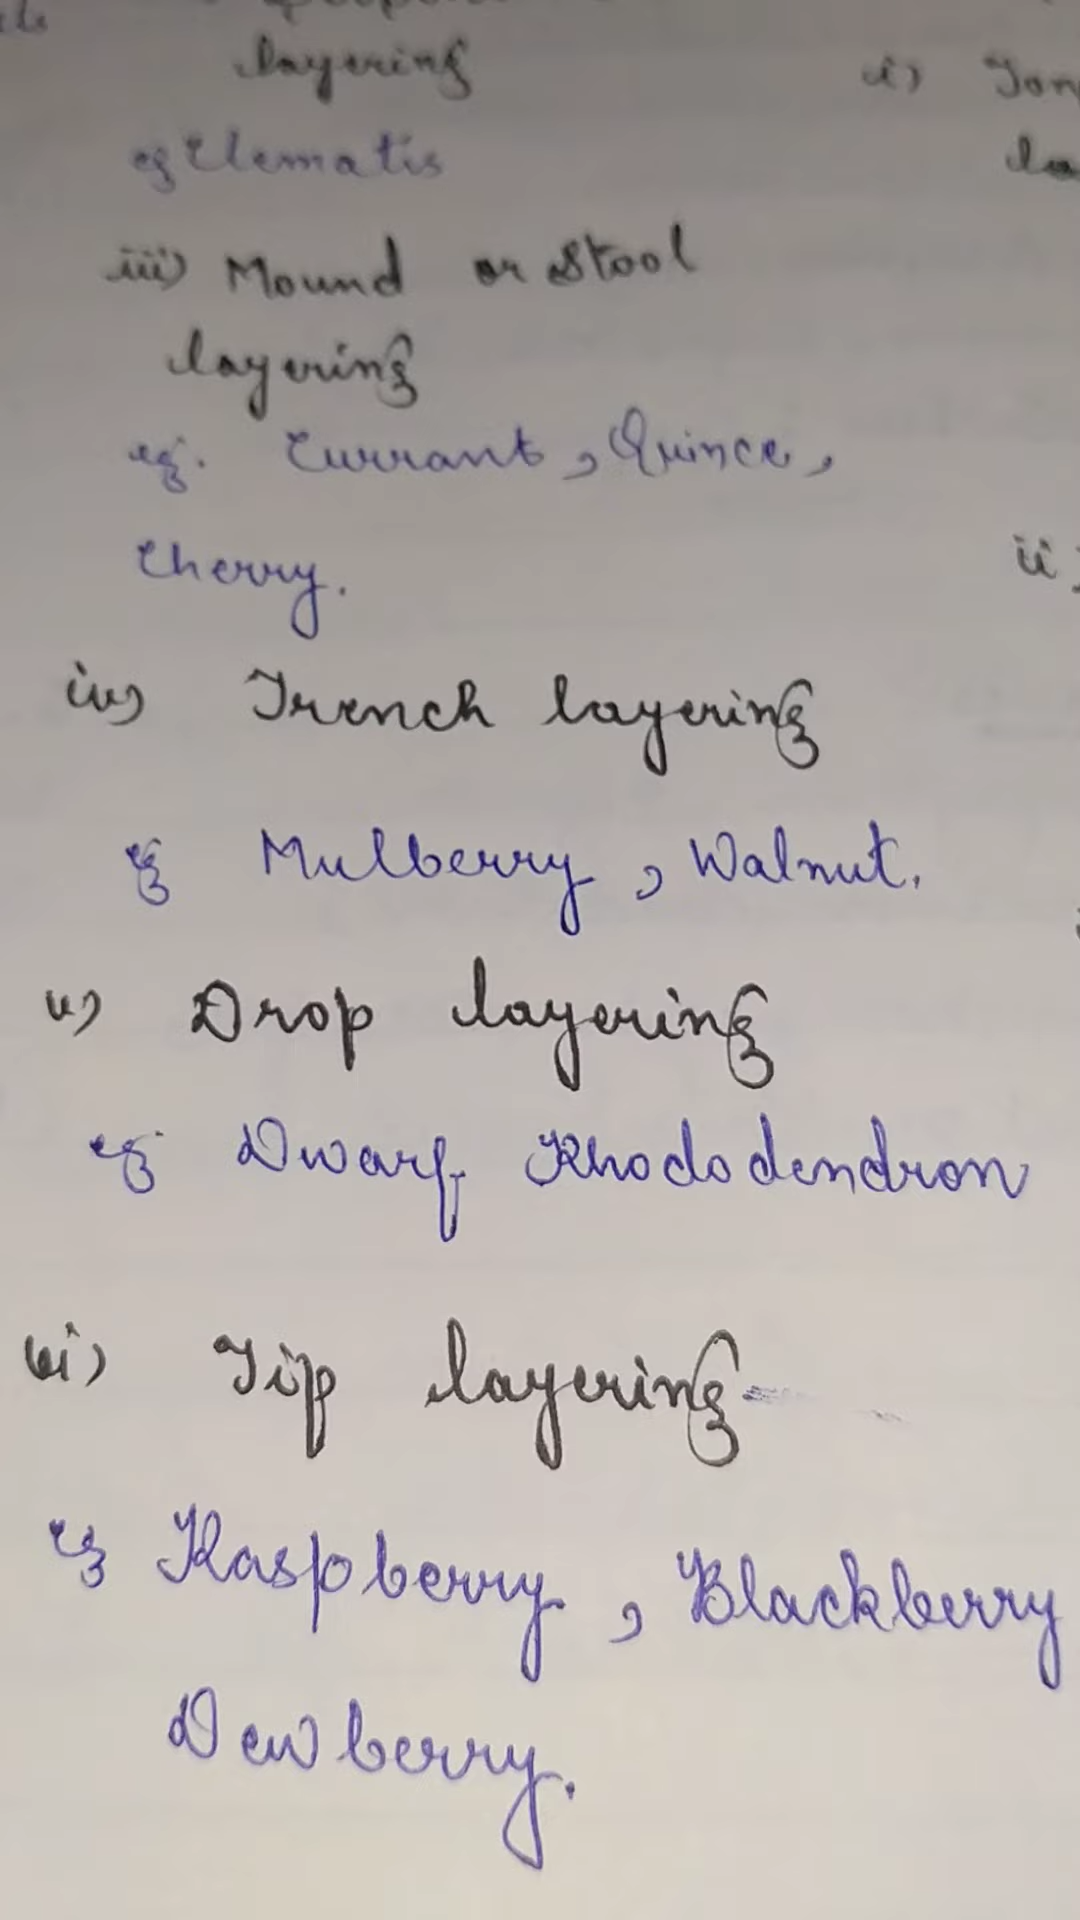 layering
eg Clematis
iii) Mound or Stool
layering
eg. Currant, Quince,
Cherry.
iv) Trench layering
eg Mulberry, Walnut.
v) Drop layering
eg Dwarf Rhododendron
vi) Tip layering
eg Raspberry, Blackberry
Dewberry.
i)
ii)